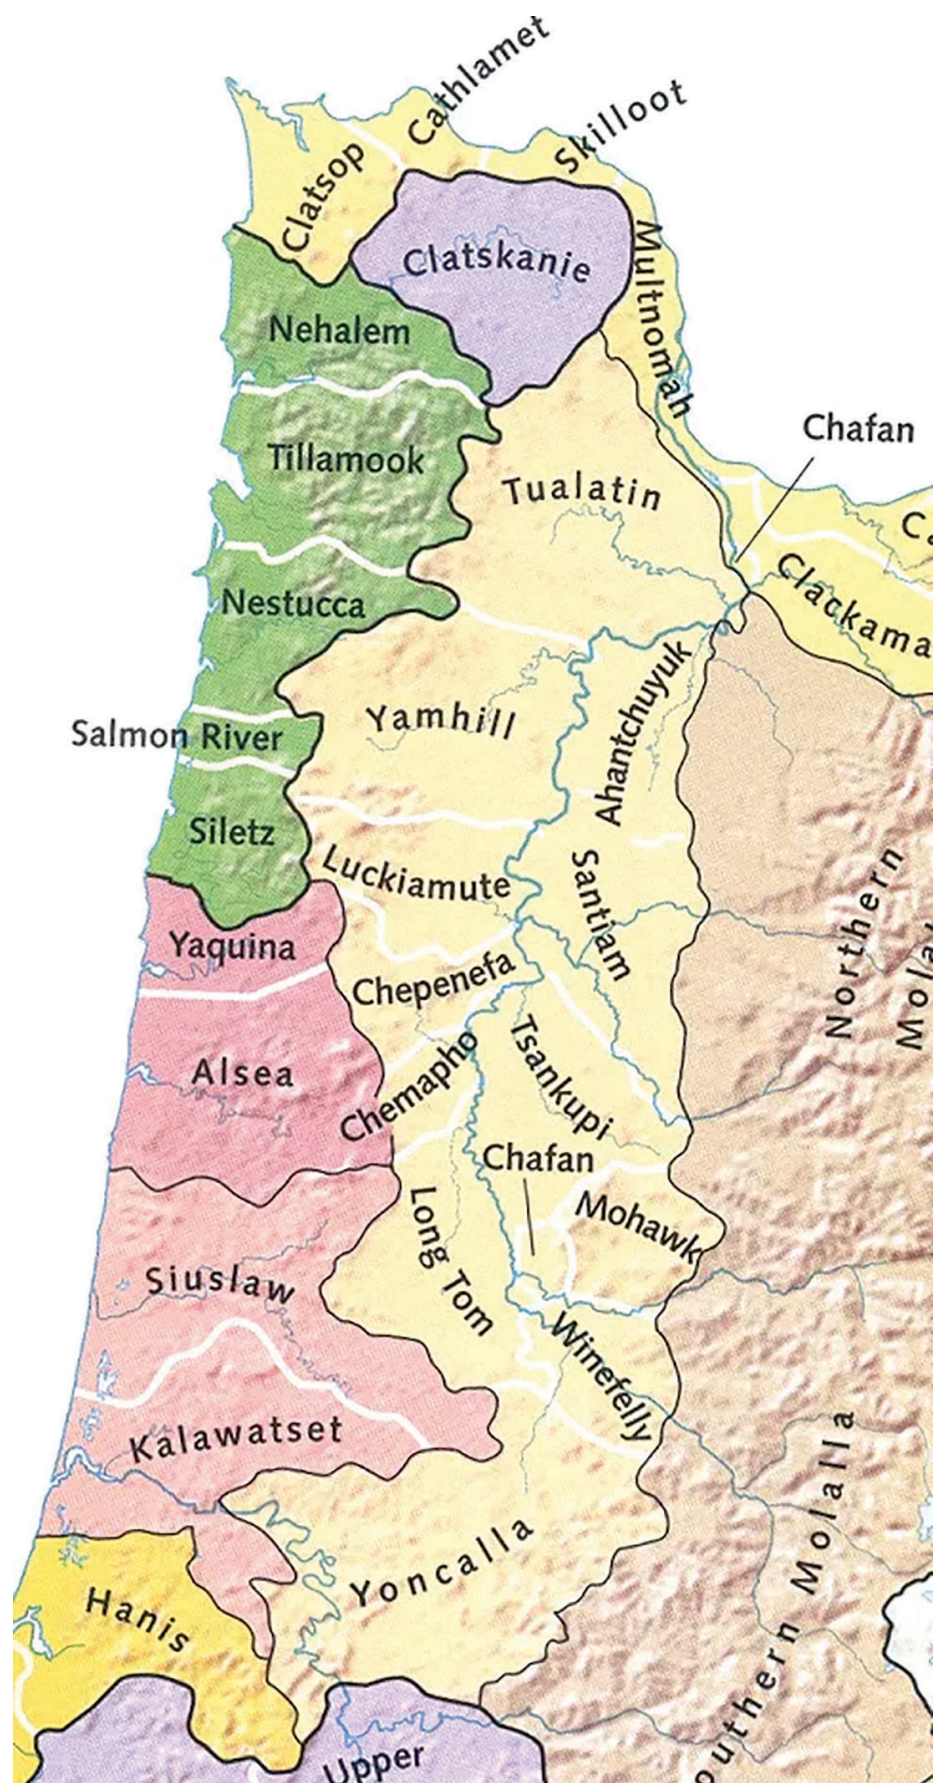 Cathlamet
Skilloot
Clatsop
Clatskanie
Multnomah
Nehalem
Chafan
Tillamook
Tualatin
Clackama
Nestucca
Ahantchuyuk
Yamhill
Salmon River
Siletz
Luckiamute
Santiam
Northern
Yaquina
Chepenefa
Alsea
Chemapho
Tsankupi
Chafan
Mohawk
Long Tom
Siuslaw
Winefelly
Kalawatset
Yoncalla
Molalla
Hanis
Upper